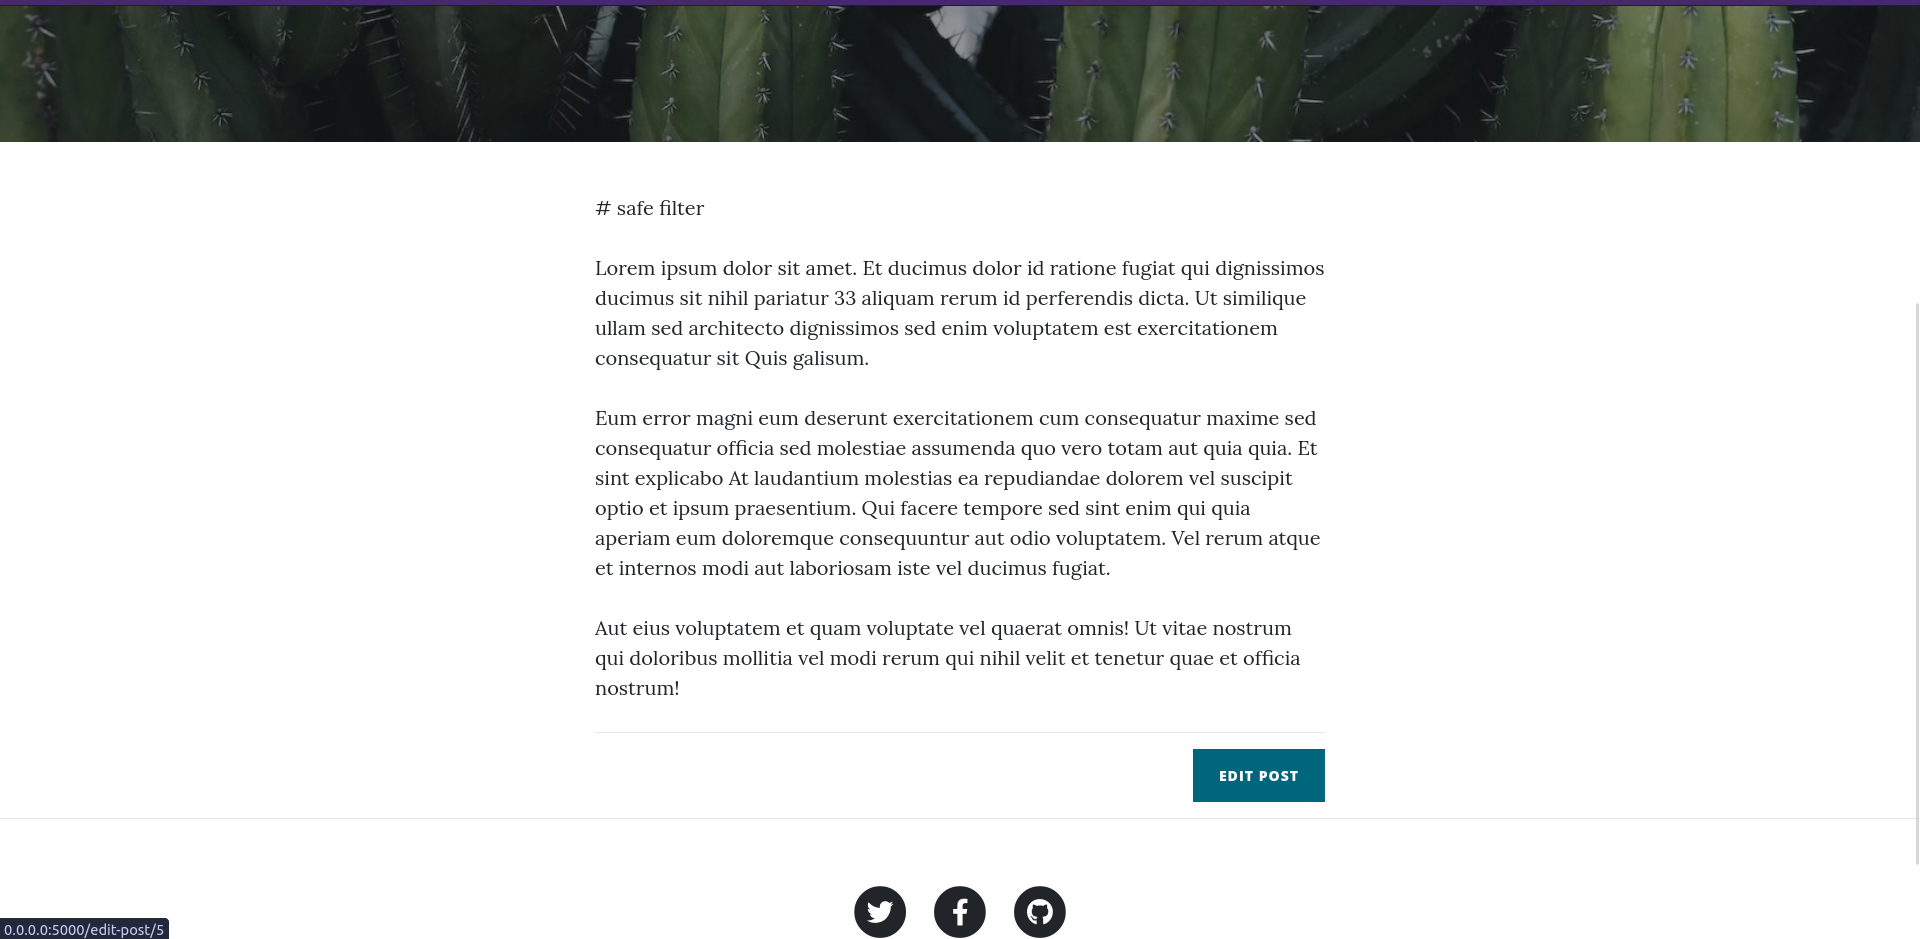 # safe filter
Lorem ipsum dolor sit amet. Et ducimus dolor id ratione fugiat qui dignissimos
ducimus sit nihil pariatur 33 aliquam rerum id perferendis dicta. Ut similique
ullam sed architecto dignissimos sed enim voluptatem est exercitationem
consequatur sit Quis galisum.
Eum error magni eum deserunt exercitationem cum consequatur maxime sed
consequatur officia sed molestiae assumenda quo vero totam aut quia quia. Et
sint explicabo At laudantium molestias ea repudiandae dolorem vel suscipit
optio et ipsum praesentium. Qui facere tempore sed sint enim qui quia
aperiam eum doloremque consequuntur aut odio voluptatem. Vel rerum atque
et internos modi aut laboriosam iste vel ducimus fugiat.
Aut eius voluptatem et quam voluptate vel quaerat omnis! Ut vitae nostrum
qui doloribus mollitia vel modi rerum qui nihil velit et tenetur quae et officia
nostrum!
EDIT POST
0.0.0.0:5000/edit-post/5